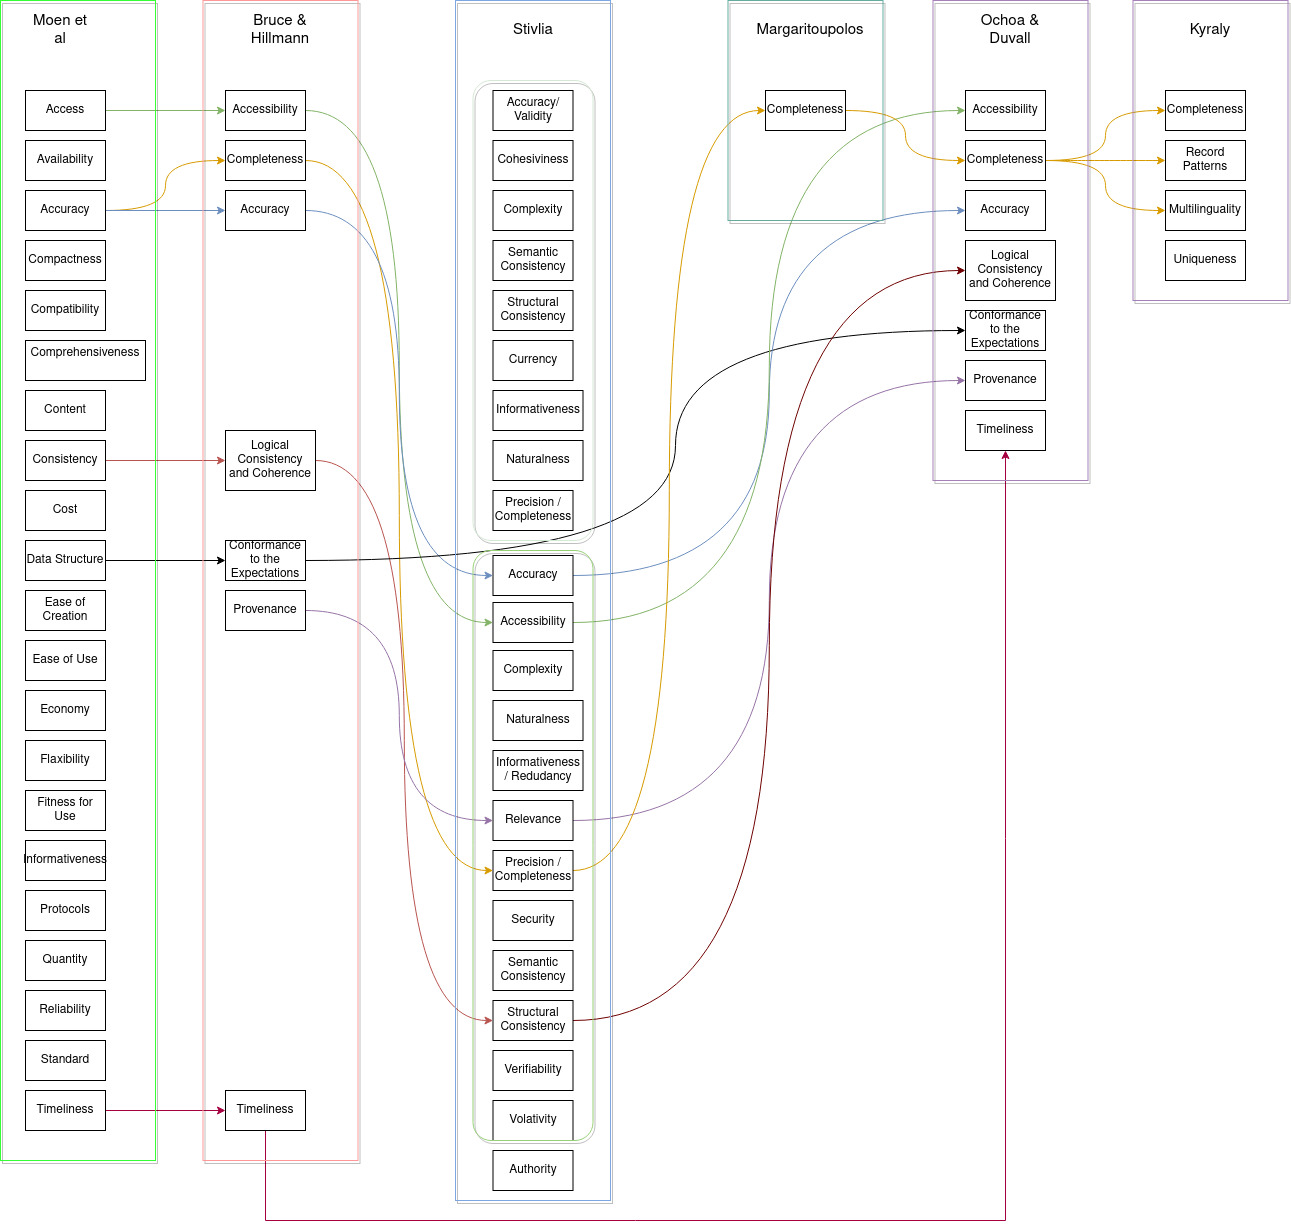 Moen et
al
Access
Availability
Accuracy
Compactness
Compatibility
Comprehensiveness
Content
Consistency
Cost
Data Structure
Ease of
Creation
Ease of Use
Economy
Flaxibility
Fitness for
Use
Informativeness
Protocols
Quantity
Reliability
Standard
Timeliness
Bruce &
Hillmann
Accessibility
Completeness
Accuracy
Logical
Consistency
and Coherence
Conformance
to the
Expectations
Provenance
Timeliness
Stivlia
Accuracy/
Validity
Cohesiviness
Complexity
Semantic
Consistency
Structural
Consistency
Currency
Informativeness
Naturalness
Precision /
Completeness
Accuracy
Accessibility
Complexity
Naturalness
Informativeness
/ Redudancy
Relevance
Precision /
Completeness
Security
Semantic
Consistency
Structural
Consistency
Verifiability
Volativity
Authority
Margaritoupolos
Completeness
Ochoa &
Duvall
Accessibility
Completeness
Accuracy
Logical
Consistency
and Coherence
Conformance
to the
Expectations
Provenance
Timeliness
Kyraly
Completeness
Record
Patterns
Multilinguality
Uniqueness